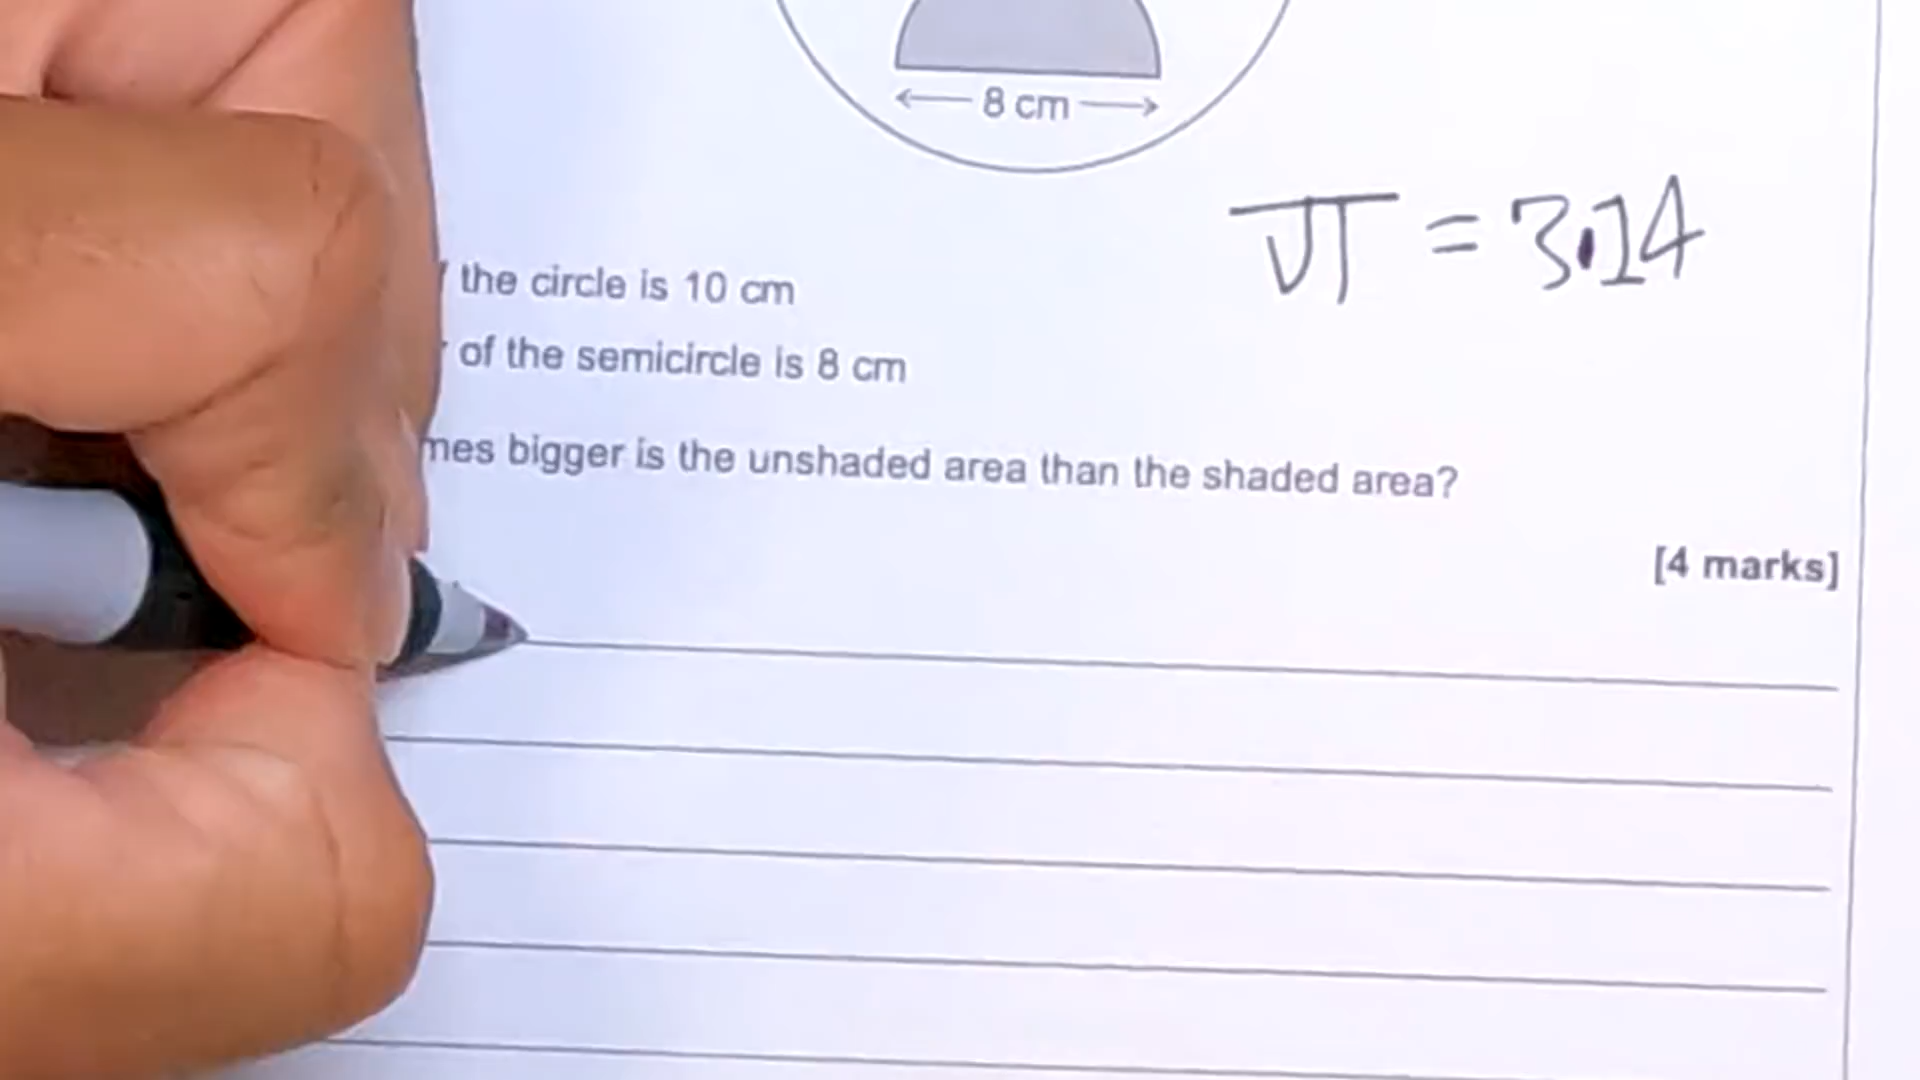 8 cm
π = 3.14
the circle is 10 cm
of the semicircle is 8 cm
mes bigger is the unshaded area than the shaded area?
[4 marks]